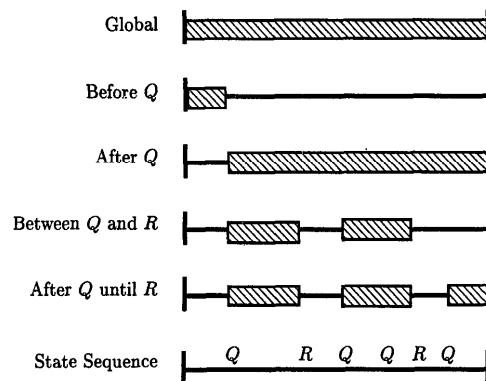 Global
Before Q
After Q
Between Q and R
After Q until R
State Sequence Q R Q Q R Q